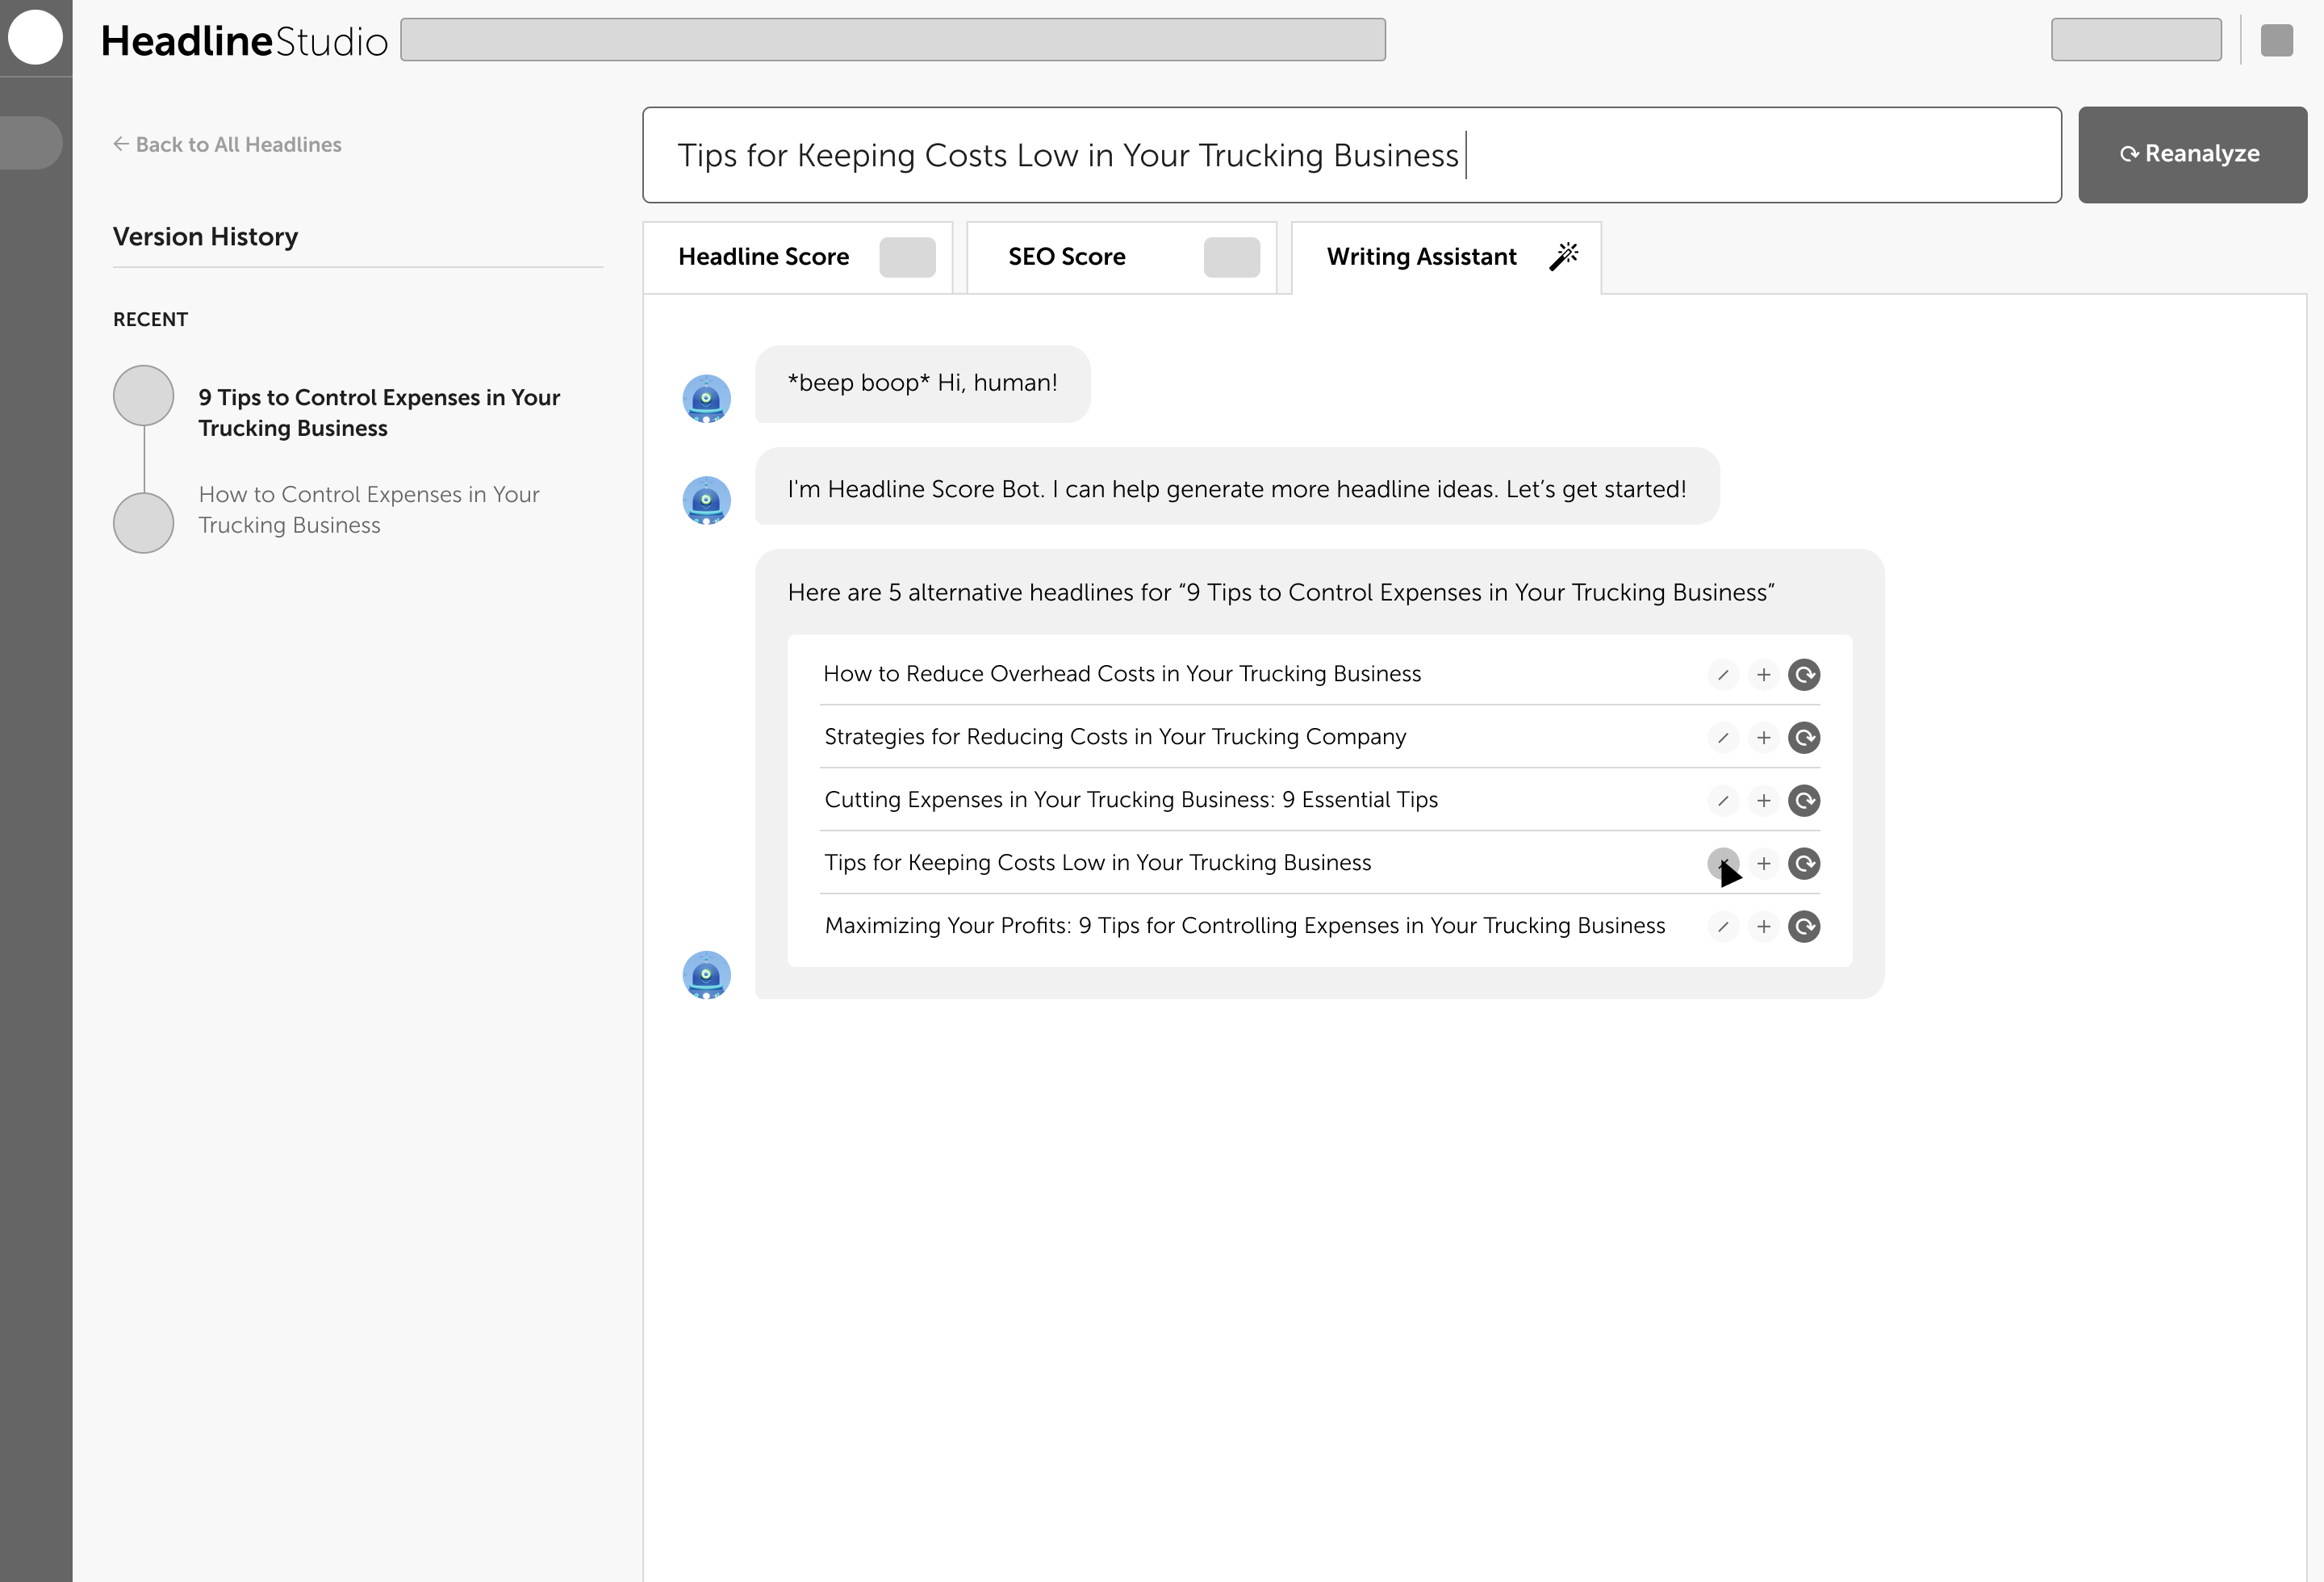 HeadlineStudio
← Back to All Headlines
Version History
RECENT
9 Tips to Control Expenses in Your
Trucking Business
How to Control Expenses in Your
Trucking Business
Tips for Keeping Costs Low in Your Trucking Business
Reanalyze
Headline Score
SEO Score
Writing Assistant
*beep boop* Hi, human!
I'm Headline Score Bot. I can help generate more headline ideas. Let’s get started!
Here are 5 alternative headlines for “9 Tips to Control Expenses in Your Trucking Business”
How to Reduce Overhead Costs in Your Trucking Business
Strategies for Reducing Costs in Your Trucking Company
Cutting Expenses in Your Trucking Business: 9 Essential Tips
Tips for Keeping Costs Low in Your Trucking Business
Maximizing Your Profits: 9 Tips for Controlling Expenses in Your Trucking Business